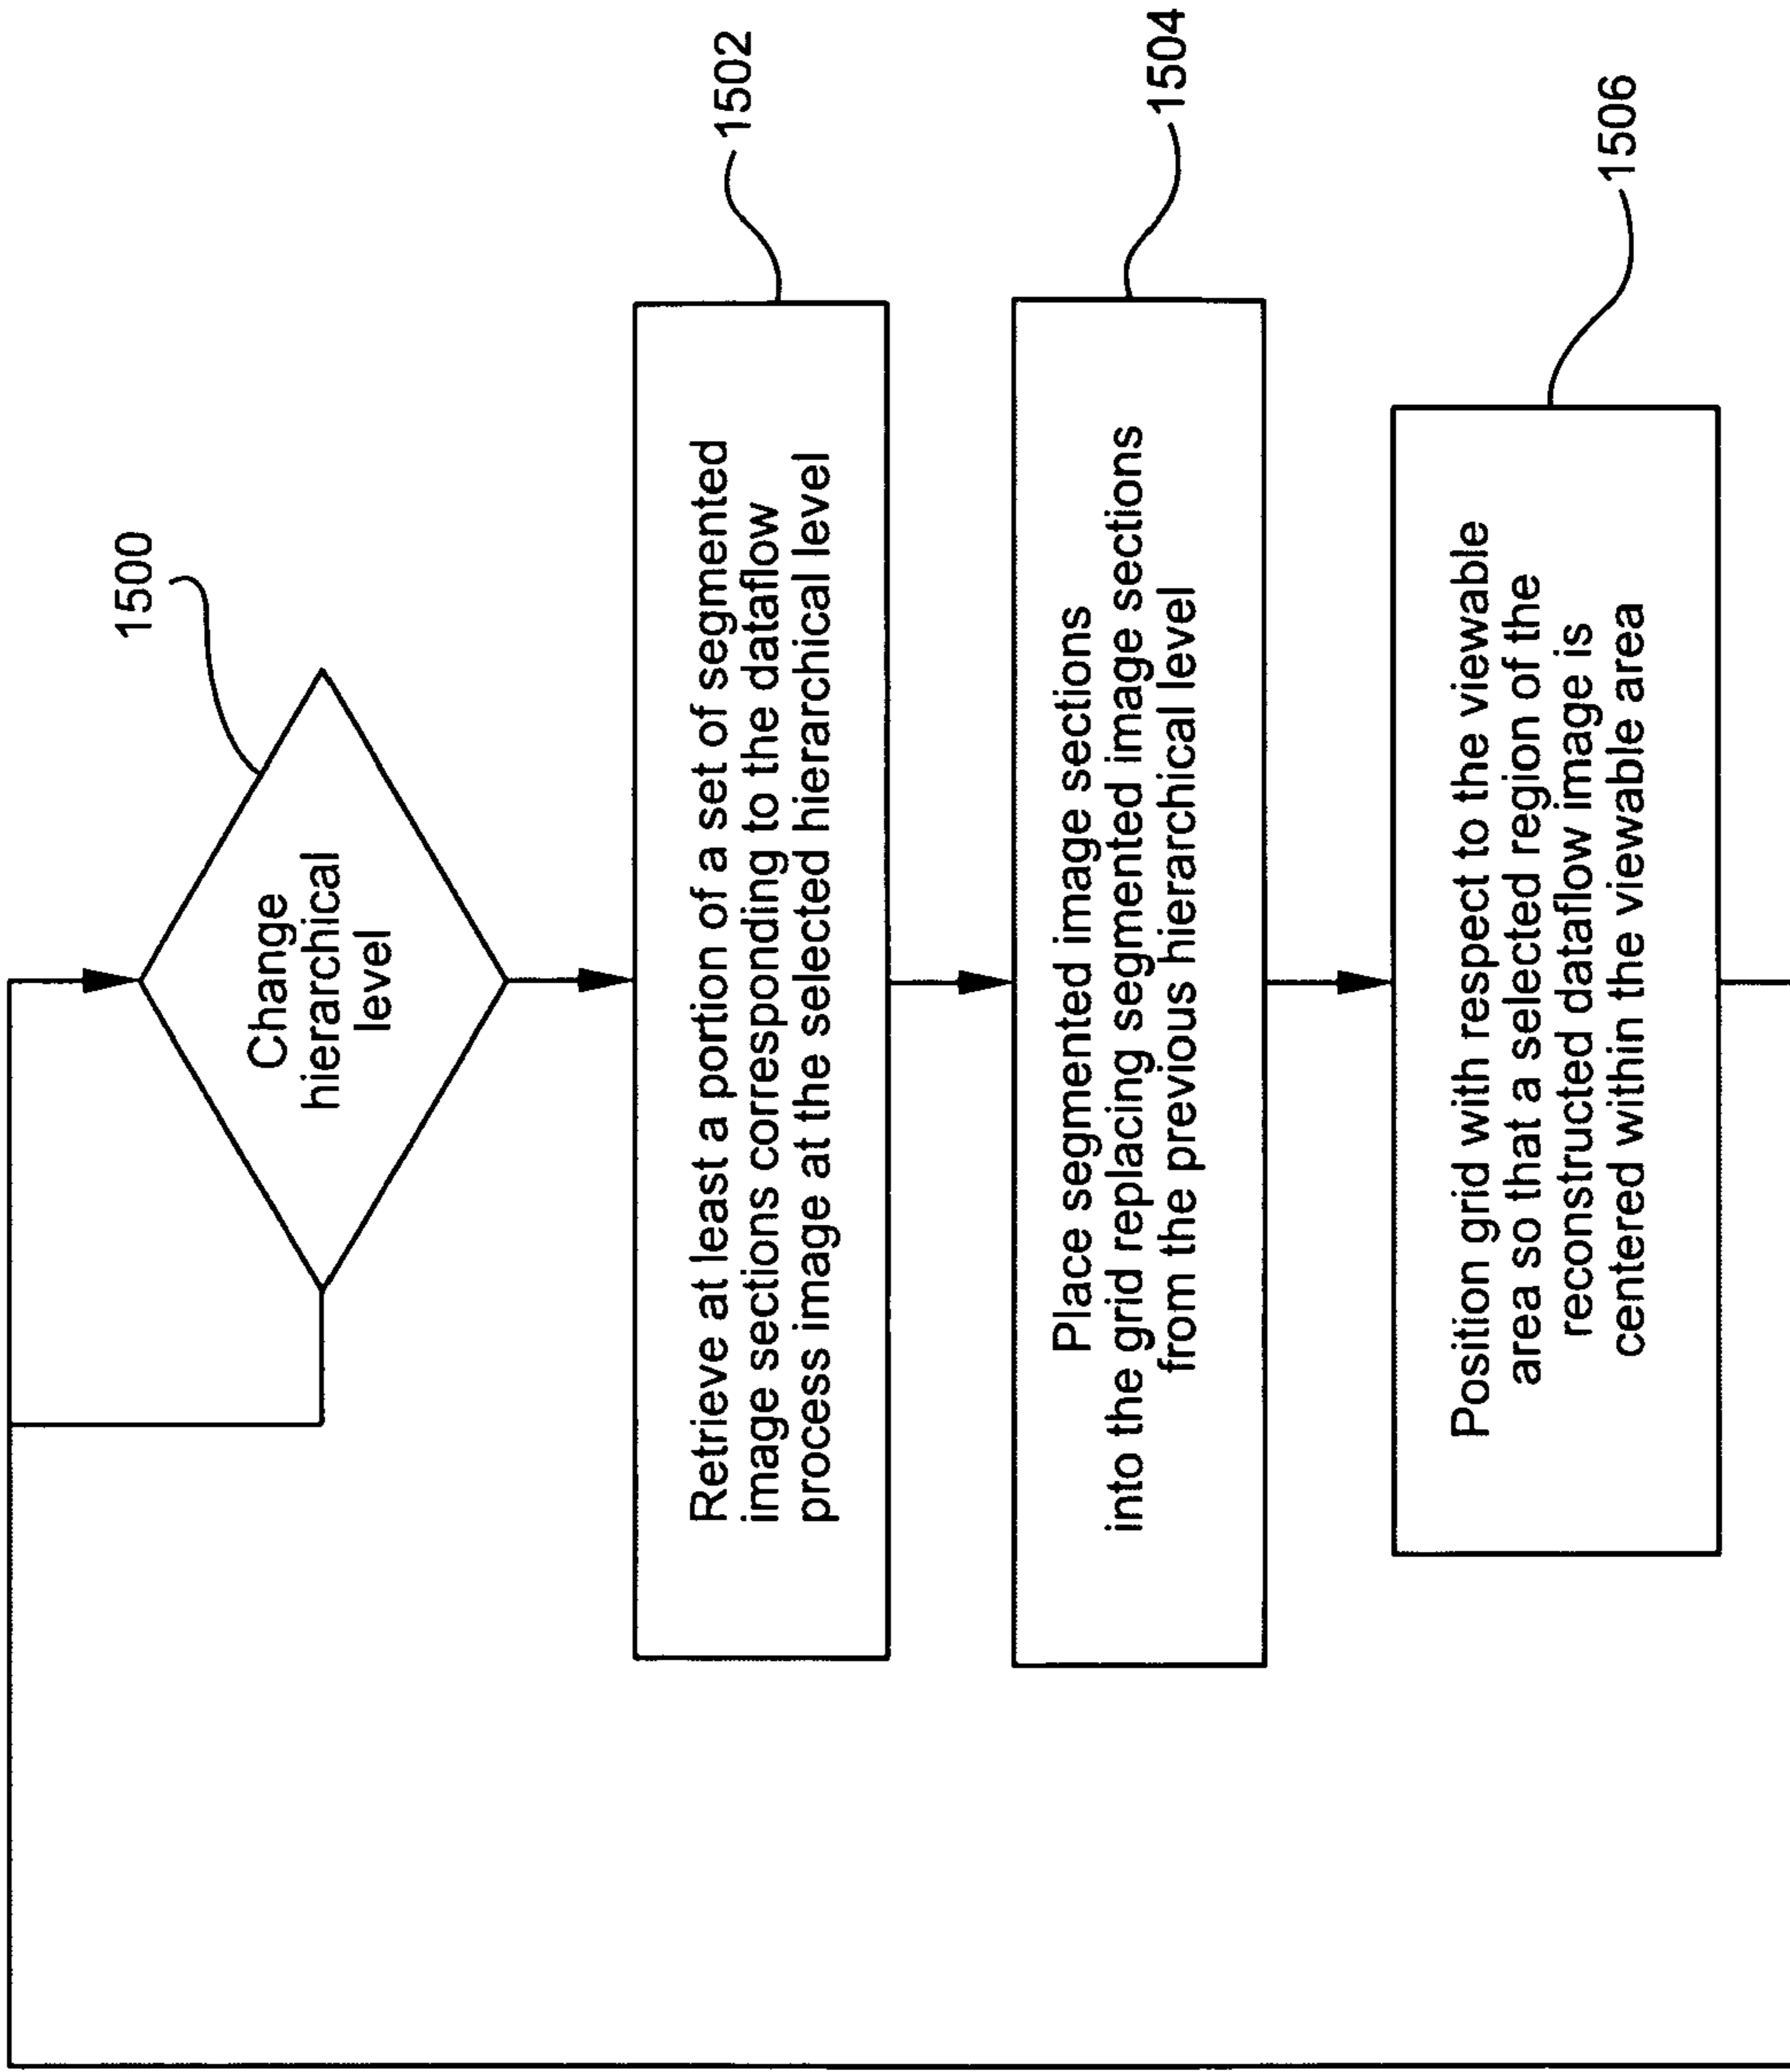 1500
Change
hierarchical
level
1502
Retrieve at least a portion of a set of segmented
image sections corresponding to the dataflow
process image at the selected hierarchical level
1504
Place segmented image sections
into the grid replacing segmented image sections
from the previous hierarchical level
1506
Position grid with respect to the viewable
area so that a selected region of the
reconstructed dataflow image is
centered within the viewable area